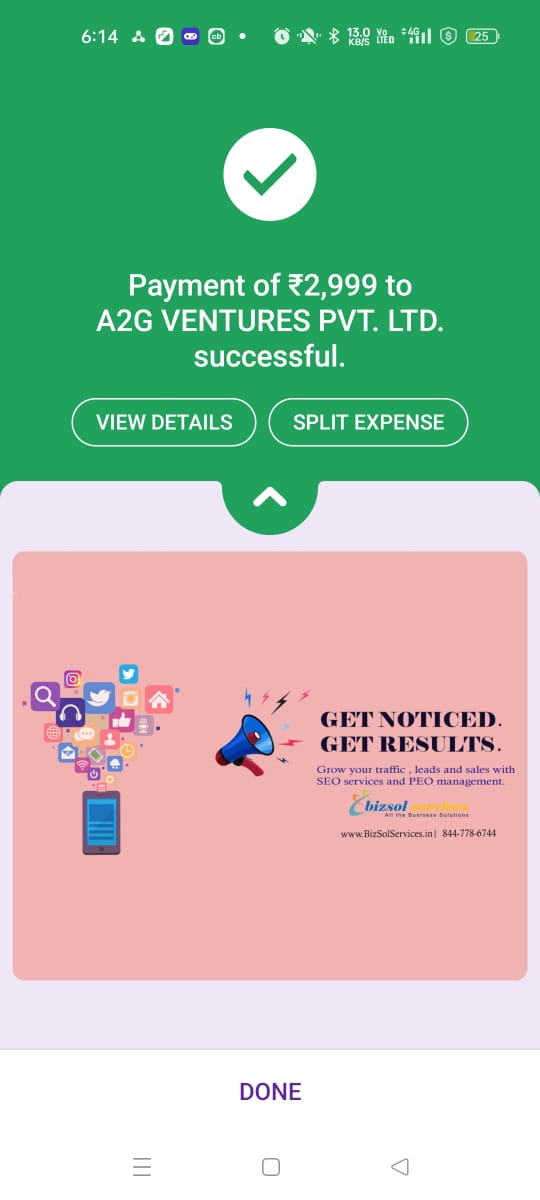 6:14
13.0 KB/S
Vo LTED
4G
25
Payment of ₹2,999 to
A2G VENTURES PVT. LTD.
successful.
VIEW DETAILS
SPLIT EXPENSE
GET NOTICED.
GET RESULTS.
Grow your traffic , leads and sales with
SEO services and PEO management.
bizsol services
All the Business Solutions
www.BizSolServices.in| 844-778-6744
DONE